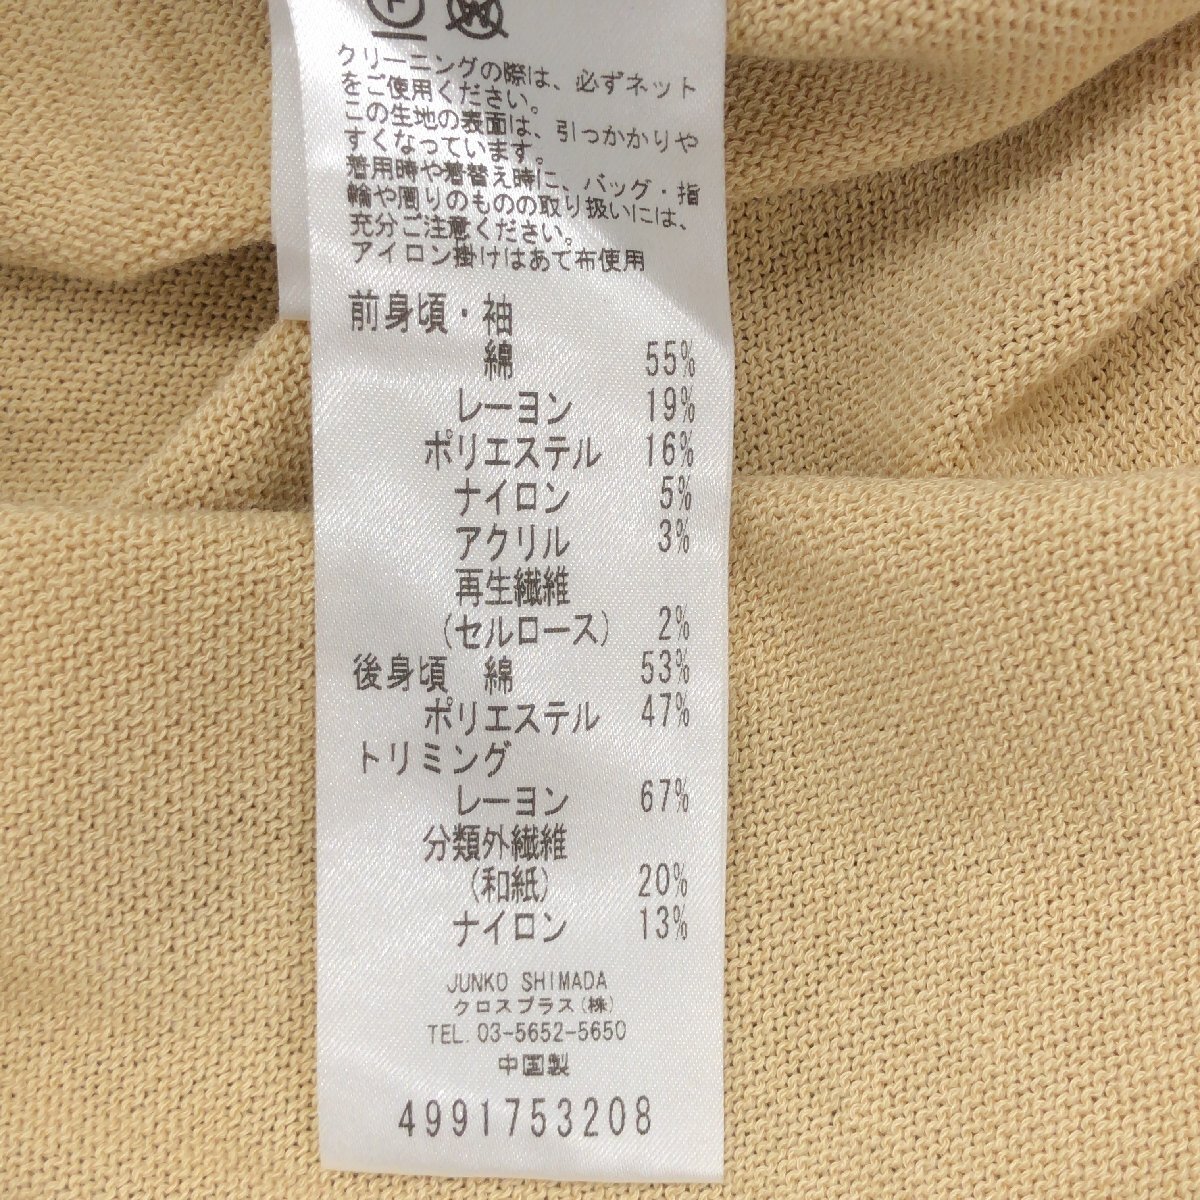 クリーニングの際は、必ずネット
をご使用ください。
この生地の表面は、引っかかりや
すくなっています。
着用時や着替え時に、バッグ・指
輪や周りのものの取り扱いには、
充分ご注意ください。
アイロン掛けはあて布使用
前身頃・袖
綿 55%
レーヨン 19%
ポリエステル 16%
ナイロン 5%
アクリル 3%
再生繊維
(セルロース) 2%
後身頃 綿 53%
ポリエステル 47%
トリミング
レーヨン 67%
分類外繊維
(和紙) 20%
ナイロン 13%
JUNKO SHIMADA
クロスプラス(株)
TEL. 03-5652-5650
中国製
4991753208